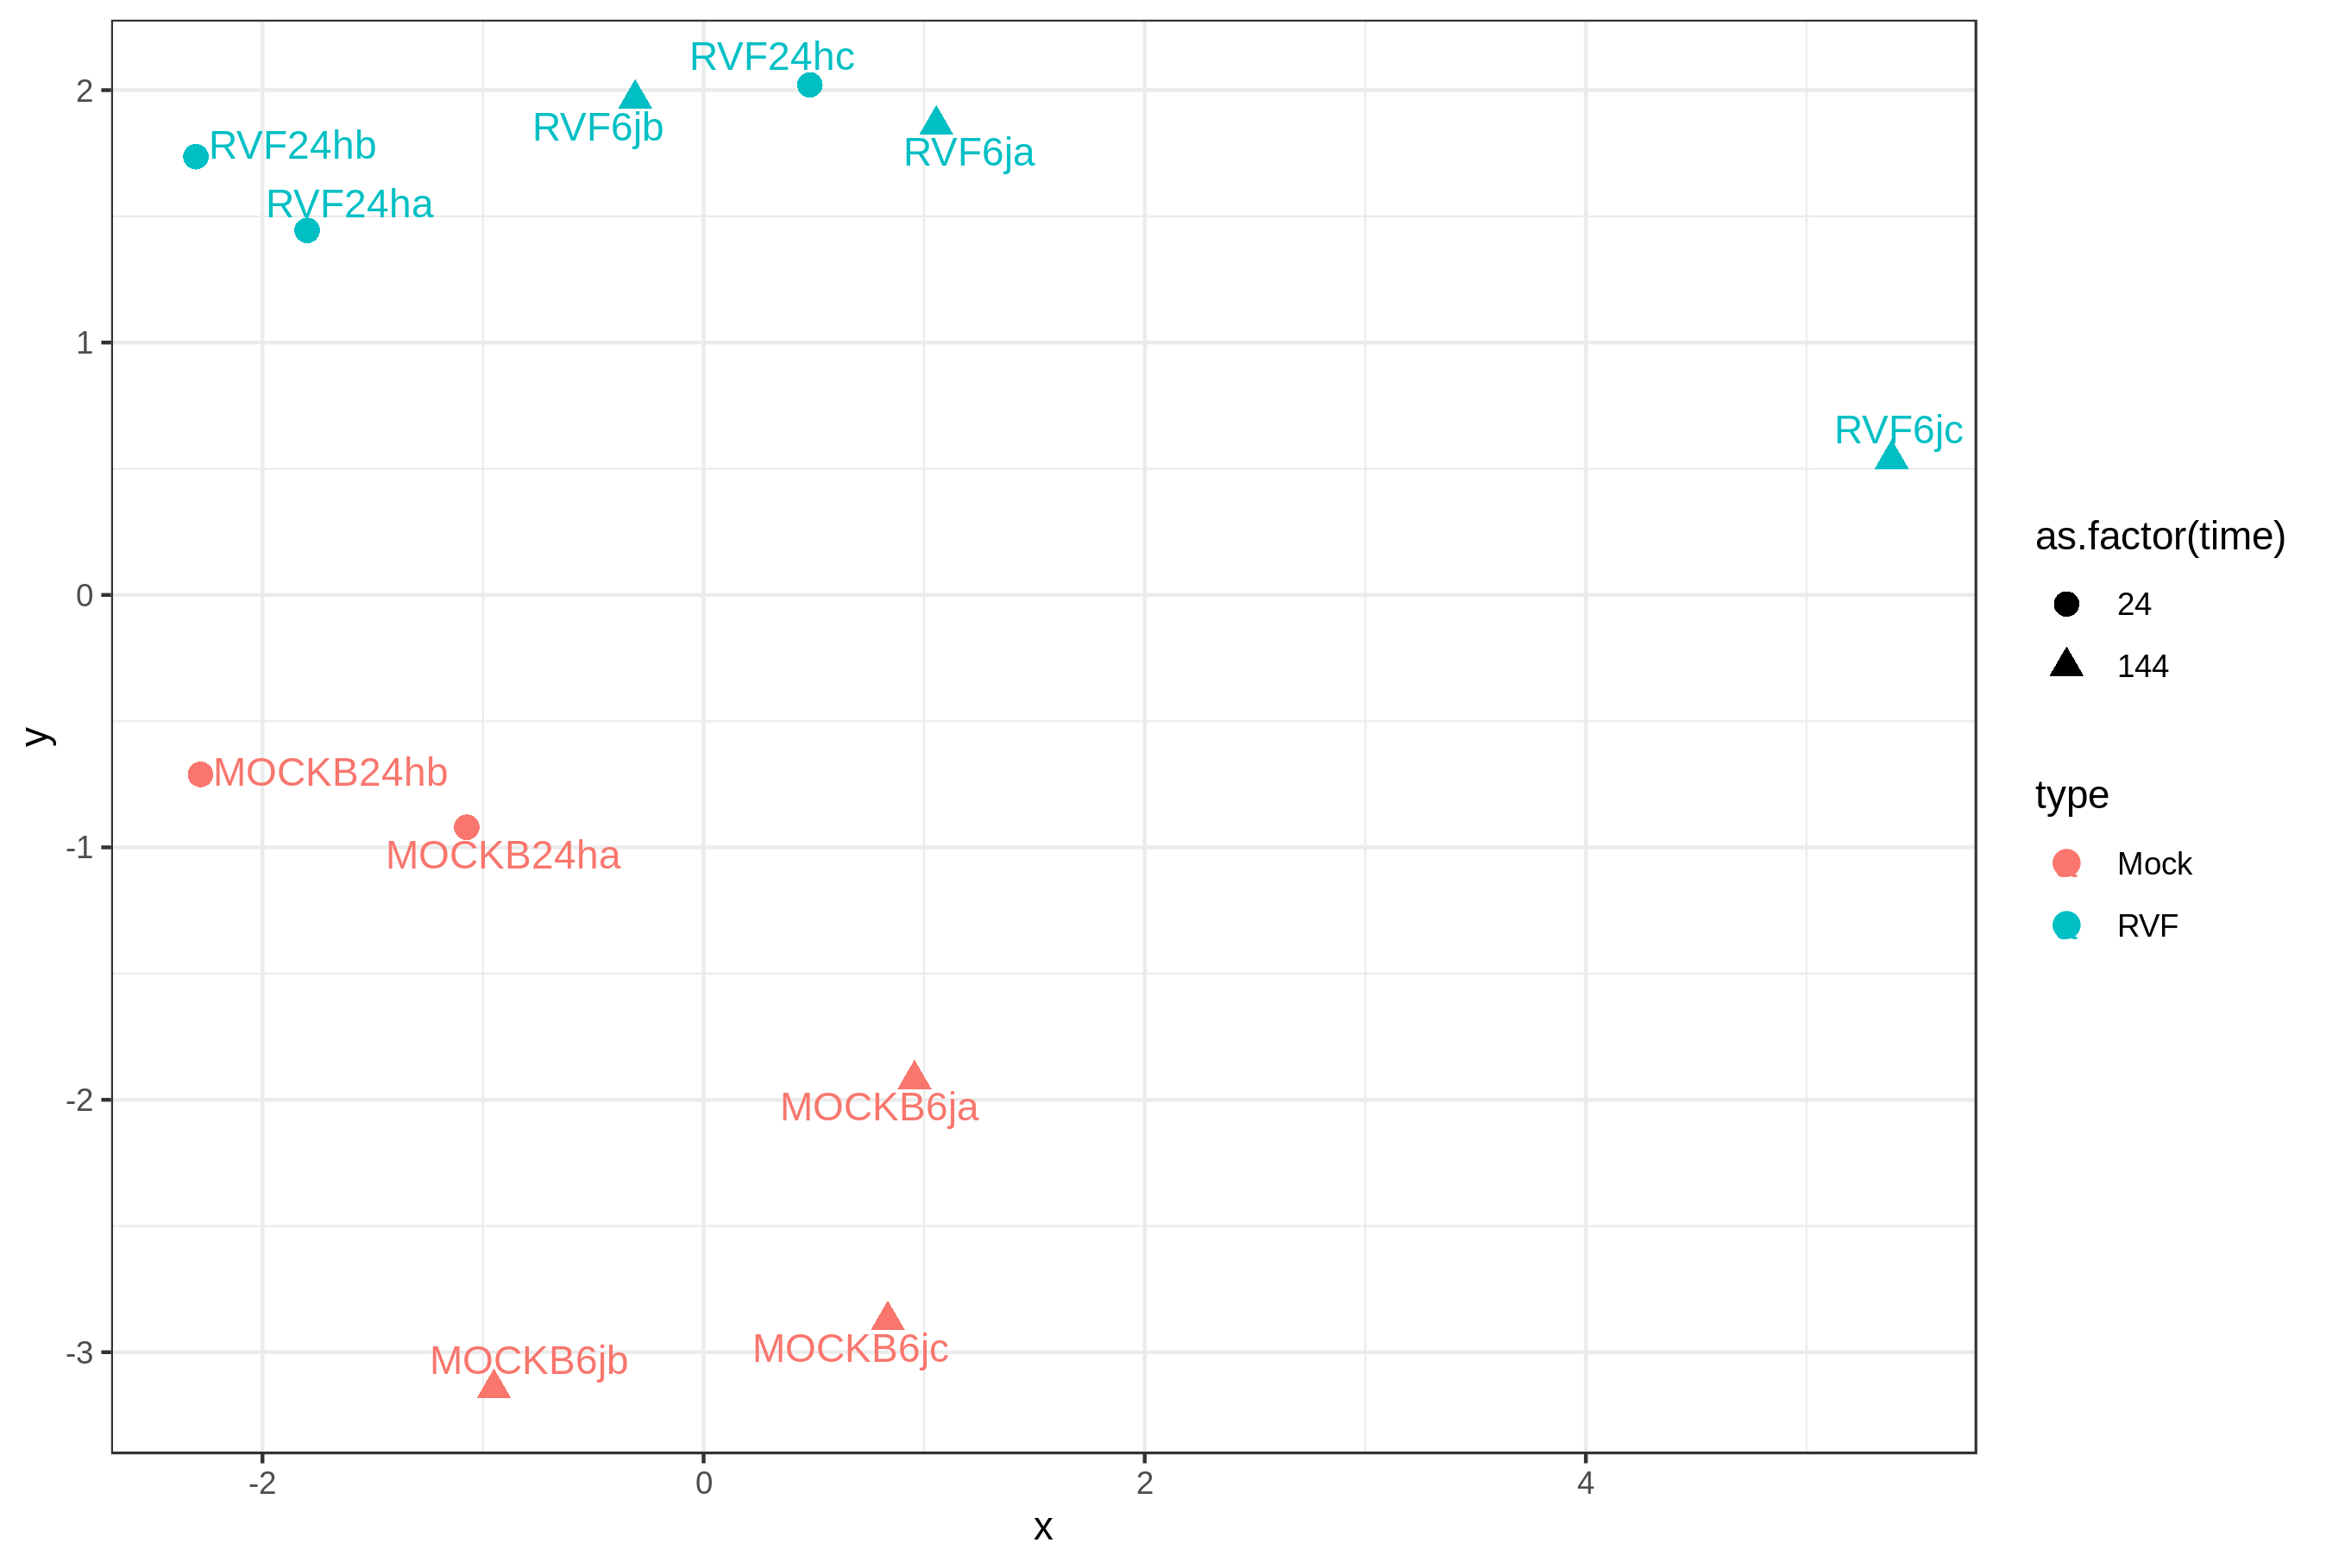 RVF24hc
2
RVF6jb
RVF6ja
RVF24hb
RVF24ha
1
RVF6jc
0
MOCKB24hb
-1
MOCKB24ha
-2
MOCKB6ja
-3
MOCKB6jc
MOCKB6jb
-2
0
2
4
x
y
as.factor(time)
24
144
type
Mock
RVF